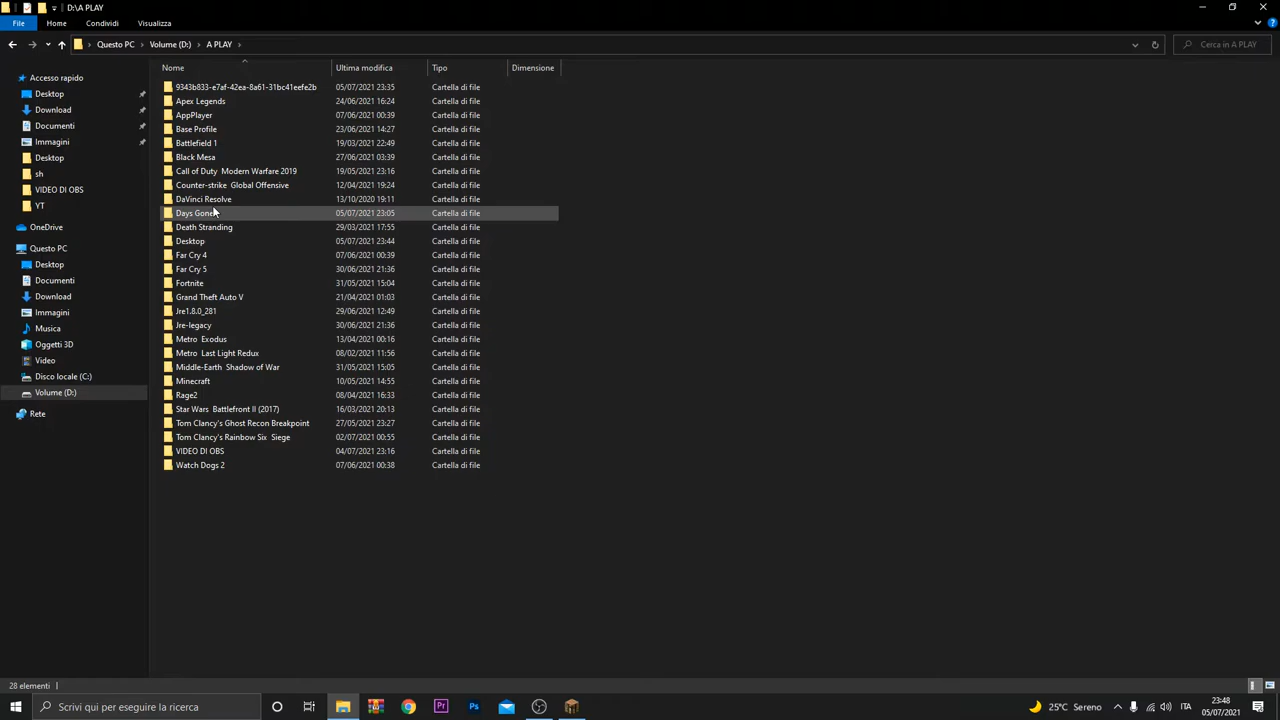 D:\A PLAY
File Home Condividi Visualizza
Questo PC > Volume (D:) > A PLAY > Cerca in A PLAY
Nome Ultima modifica Tipo Dimensione
Accesso rapido
Desktop
Download
Documenti
Immagini
Desktop
sh
VIDEO DI OBS
YT
OneDrive
Questo PC
Desktop
Documenti
Download
Immagini
Musica
Oggetti 3D
Video
Disco locale (C:)
Volume (D:)
Rete
9343b833-e7af-42ea-8a61-31bc41eefe2b 05/07/2021 23:35 Cartella di file
Apex Legends 24/06/2021 16:24 Cartella di file
AppPlayer 07/06/2021 00:39 Cartella di file
Base Profile 23/06/2021 14:27 Cartella di file
Battlefield 1 19/03/2021 22:49 Cartella di file
Black Mesa 27/06/2021 03:39 Cartella di file
Call of Duty Modern Warfare 2019 19/05/2021 23:16 Cartella di file
Counter-strike Global Offensive 12/04/2021 19:24 Cartella di file
DaVinci Resolve 13/10/2020 19:11 Cartella di file
Days Gone 05/07/2021 23:05 Cartella di file
Death Stranding 29/03/2021 17:55 Cartella di file
Desktop 05/07/2021 23:44 Cartella di file
Far Cry 4 07/06/2021 00:39 Cartella di file
Far Cry 5 30/06/2021 21:36 Cartella di file
Fortnite 31/05/2021 15:04 Cartella di file
Grand Theft Auto V 21/04/2021 01:03 Cartella di file
Jre1.8.0_281 29/06/2021 12:49 Cartella di file
Jre-legacy 30/06/2021 21:36 Cartella di file
Metro Exodus 13/04/2021 00:16 Cartella di file
Metro Last Light Redux 08/02/2021 11:56 Cartella di file
Middle-Earth Shadow of War 31/05/2021 15:05 Cartella di file
Minecraft 10/05/2021 14:55 Cartella di file
Rage2 08/04/2021 16:33 Cartella di file
Star Wars Battlefront II (2017) 16/03/2021 20:13 Cartella di file
Tom Clancy's Ghost Recon Breakpoint 27/05/2021 23:27 Cartella di file
Tom Clancy's Rainbow Six Siege 02/07/2021 00:55 Cartella di file
VIDEO DI OBS 04/07/2021 23:16 Cartella di file
Watch Dogs 2 07/06/2021 00:38 Cartella di file
28 elementi
Scrivi qui per eseguire la ricerca Pr Ps 25°C Sereno ITA 23:48
05/07/2021